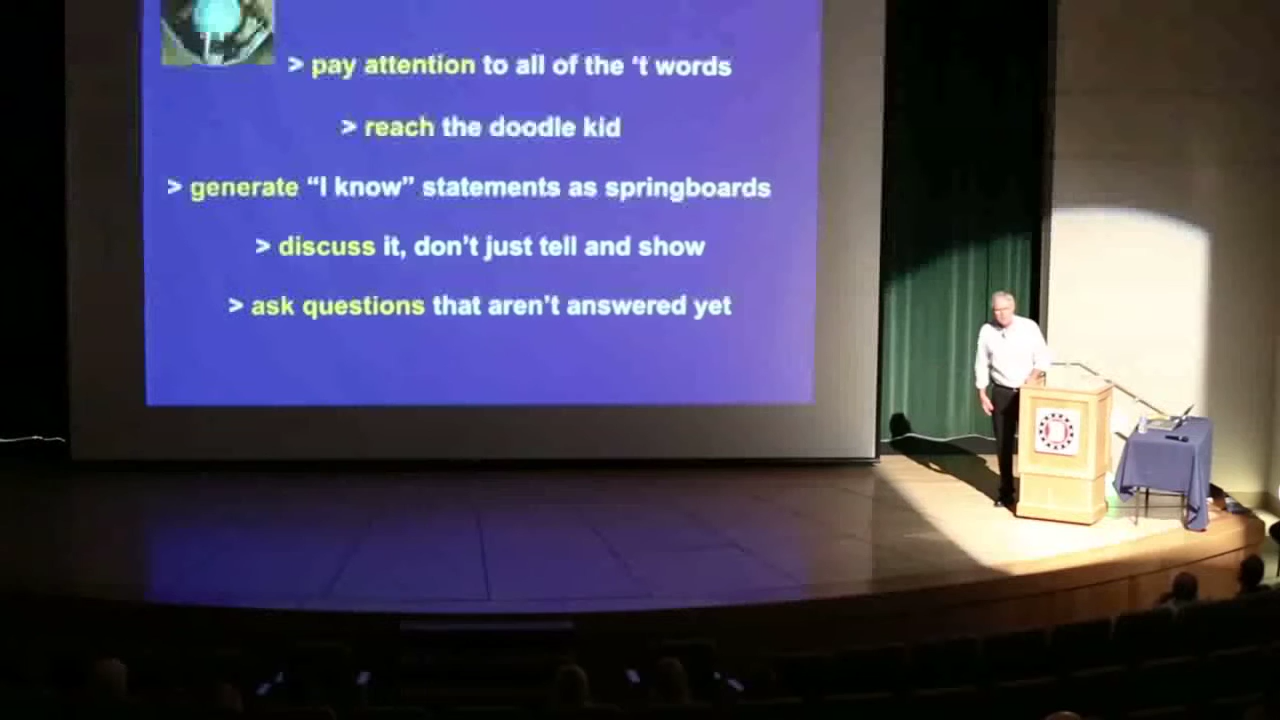 > pay attention to all of the ‘t words
> reach the doodle kid
> generate “I know” statements as springboards
> discuss it, don’t just tell and show
> ask questions that aren’t answered yet